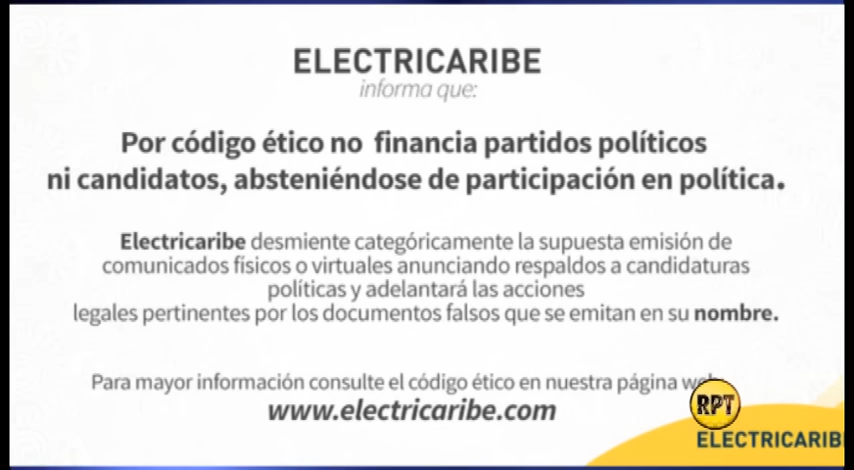 ELECTRICARIBE
informa que:
Por código ético no financia partidos políticos
ni candidatos, absteniéndose de participación en política.
Electricaribe desmiente categóricamente la supuesta emisión de
comunicados físicos o virtuales anunciando respaldos a candidaturas
políticas y adelantará las acciones
legales pertinentes por los documentos falsos que se emitan en su nombre.
Para mayor información consulte el código ético en nuestra página web:
www.electricaribe.com
RPT
ELECTRICARIB